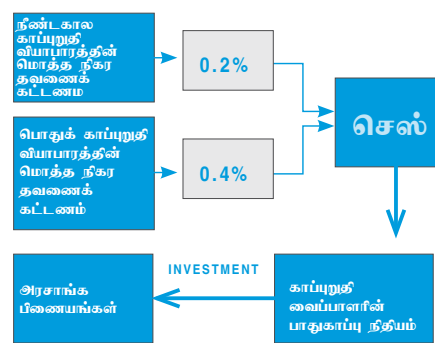 நீண்டகால
காப்புறுதி
வியாபாரத்தின்
மொத்த நிகர
தவணைக்
கட்டணம
0.2%
பொதுக் காப்புறுதி
வியாபாரத்தின்
மொத்த நிகர
தவணைக்
கட்டணம்
0.4%
செஸ்
காப்புறுதி
வைப்பாளரின்
பாதுகாப்பு நிதியம்
INVESTMENT
அரசாங்க
பிணையங்கள்